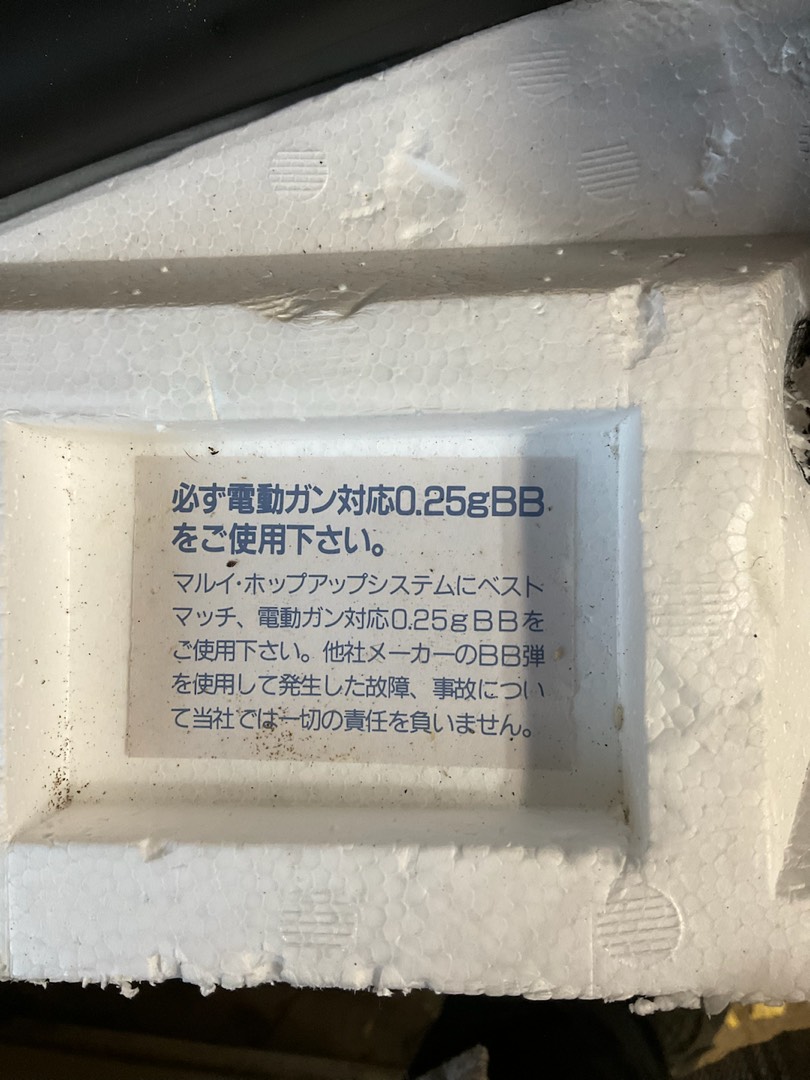 必ず電動ガン対応0.25gBB
をご使用下さい。
マルイ・ホップアップシステムにベスト
マッチ、電動ガン対応0.25gBBを
ご使用下さい。他社メーカーのBB弾
を使用して発生した故障、事故につい
て当社では一切の責任を負いません。